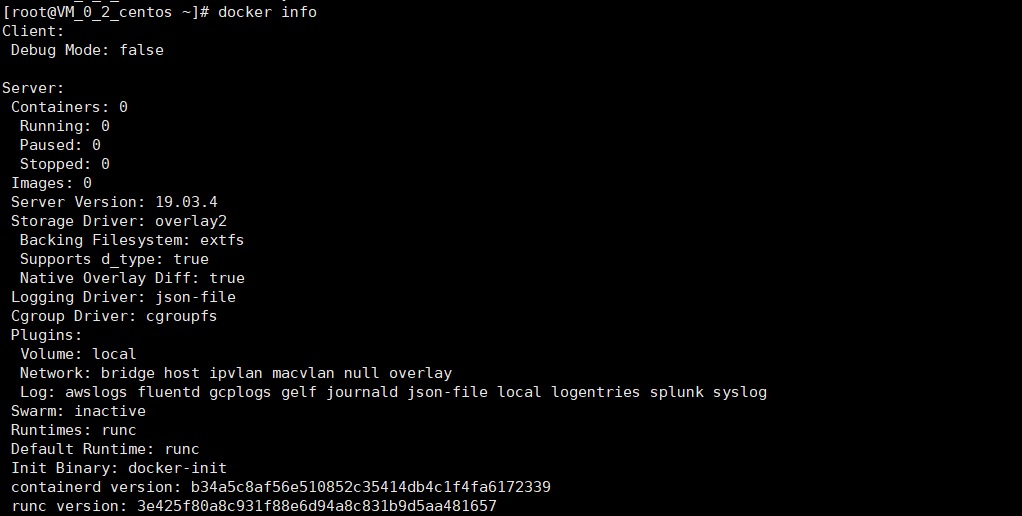 [root@VM_0_2_centos ~]# docker info
Client:
 Debug Mode: false

Server:
 Containers: 0
  Running: 0
  Paused: 0
  Stopped: 0
 Images: 0
 Server Version: 19.03.4
 Storage Driver: overlay2
  Backing Filesystem: extfs
  Supports d_type: true
  Native Overlay Diff: true
 Logging Driver: json-file
 Cgroup Driver: cgroupfs
 Plugins:
  Volume: local
  Network: bridge host ipvlan macvlan null overlay
  Log: awslogs fluentd gcplogs gelf journald json-file local logentries splunk syslog
 Swarm: inactive
 Runtimes: runc
 Default Runtime: runc
 Init Binary: docker-init
 containerd version: b34a5c8af56e510852c35414db4c1f4fa6172339
 runc version: 3e425f80a8c931f88e6d94a8c831b9d5aa481657